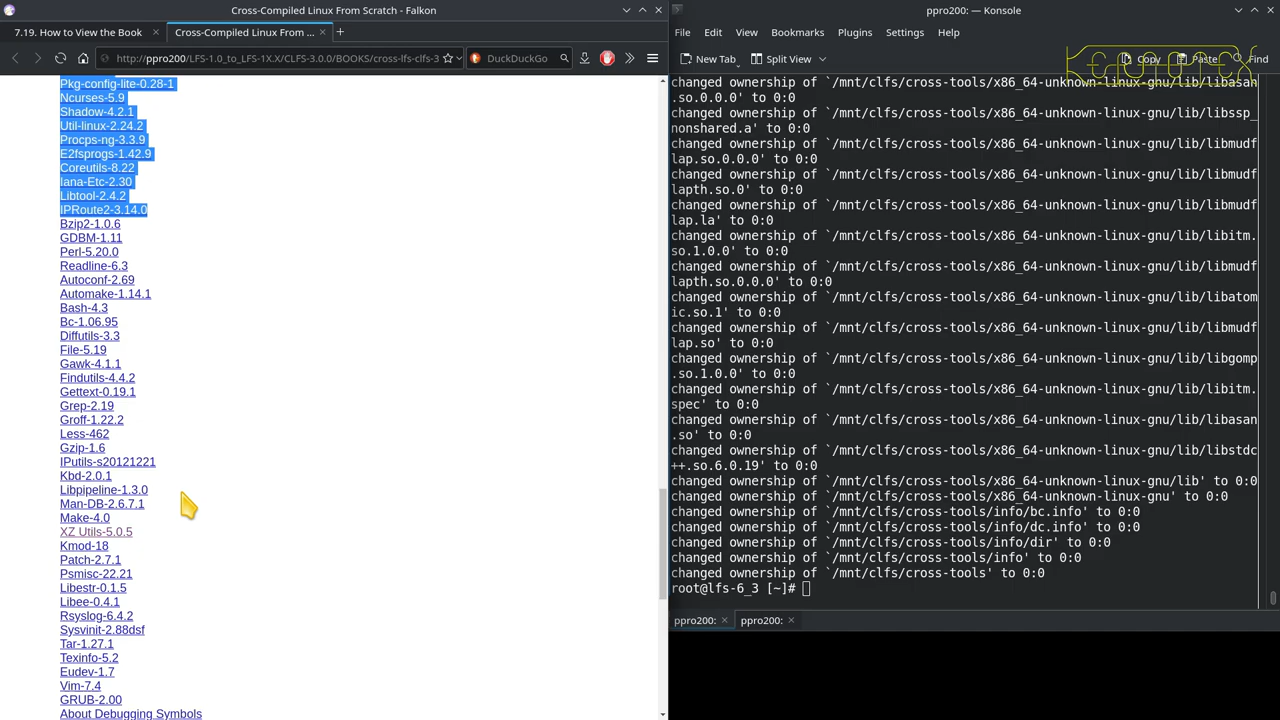 Cross-Compiled Linux From Scratch - Falkon
7.19. How to View the Book
Cross-Compiled Linux From ...
http://ppro200/LFS-1.0_to_LFS-1X.X/CLFS-3.0.0/BOOKS/cross-lfs-clfs-3
DuckDuckGo
Pkg-config-lite-0.28-1
Ncurses-5.9
Shadow-4.2.1
Util-linux-2.24.2
Procps-ng-3.3.9
E2fsprogs-1.42.9
Coreutils-8.22
Iana-Etc-2.30
Libtool-2.4.2
IPRoute2-3.14.0
Bzip2-1.0.6
GDBM-1.11
Perl-5.20.0
Readline-6.3
Autoconf-2.69
Automake-1.14.1
Bash-4.3
Bc-1.06.95
Diffutils-3.3
File-5.19
Gawk-4.1.1
Findutils-4.4.2
Gettext-0.19.1
Grep-2.19
Groff-1.22.2
Less-462
Gzip-1.6
IPutils-s20121221
Kbd-2.0.1
Libpipeline-1.3.0
Man-DB-2.6.7.1
Make-4.0
XZ Utils-5.0.5
Kmod-18
Patch-2.7.1
Psmisc-22.21
Libestr-0.1.5
Libee-0.4.1
Rsyslog-6.4.2
Sysvinit-2.88dsf
Tar-1.27.1
Texinfo-5.2
Eudev-1.7
Vim-7.4
GRUB-2.00
About Debugging Symbols
ppro200: — Konsole
File Edit View Bookmarks Plugins Settings Help
New Tab Split View Copy Paste Find
changed ownership of `/mnt/clfs/cross-tools/x86_64-unknown-linux-gnu/lib/libasan
.so.0.0.0' to 0:0
changed ownership of `/mnt/clfs/cross-tools/x86_64-unknown-linux-gnu/lib/libssp_
nonshared.a' to 0:0
changed ownership of `/mnt/clfs/cross-tools/x86_64-unknown-linux-gnu/lib/libmudf
lap.so.0.0.0' to 0:0
changed ownership of `/mnt/clfs/cross-tools/x86_64-unknown-linux-gnu/lib/libmudf
lapth.so.0' to 0:0
changed ownership of `/mnt/clfs/cross-tools/x86_64-unknown-linux-gnu/lib/libmudf
lap.la' to 0:0
changed ownership of `/mnt/clfs/cross-tools/x86_64-unknown-linux-gnu/lib/libitm.
so.1.0.0' to 0:0
changed ownership of `/mnt/clfs/cross-tools/x86_64-unknown-linux-gnu/lib/libmudf
lapth.so.0.0.0' to 0:0
changed ownership of `/mnt/clfs/cross-tools/x86_64-unknown-linux-gnu/lib/libatom
ic.so.1' to 0:0
changed ownership of `/mnt/clfs/cross-tools/x86_64-unknown-linux-gnu/lib/libmudf
lap.so' to 0:0
changed ownership of `/mnt/clfs/cross-tools/x86_64-unknown-linux-gnu/lib/libgomp
.so.1.0.0' to 0:0
changed ownership of `/mnt/clfs/cross-tools/x86_64-unknown-linux-gnu/lib/libitm.
spec' to 0:0
changed ownership of `/mnt/clfs/cross-tools/x86_64-unknown-linux-gnu/lib/libasan
.so' to 0:0
changed ownership of `/mnt/clfs/cross-tools/x86_64-unknown-linux-gnu/lib/libstdc
++.so.6.0.19' to 0:0
changed ownership of `/mnt/clfs/cross-tools/x86_64-unknown-linux-gnu/lib' to 0:0
changed ownership of `/mnt/clfs/cross-tools/x86_64-unknown-linux-gnu' to 0:0
changed ownership of `/mnt/clfs/cross-tools/info/bc.info' to 0:0
changed ownership of `/mnt/clfs/cross-tools/info/dc.info' to 0:0
changed ownership of `/mnt/clfs/cross-tools/info/dir' to 0:0
changed ownership of `/mnt/clfs/cross-tools/info' to 0:0
changed ownership of `/mnt/clfs/cross-tools' to 0:0
root@lfs-6_3 [~]#
ppro200: ppro200: